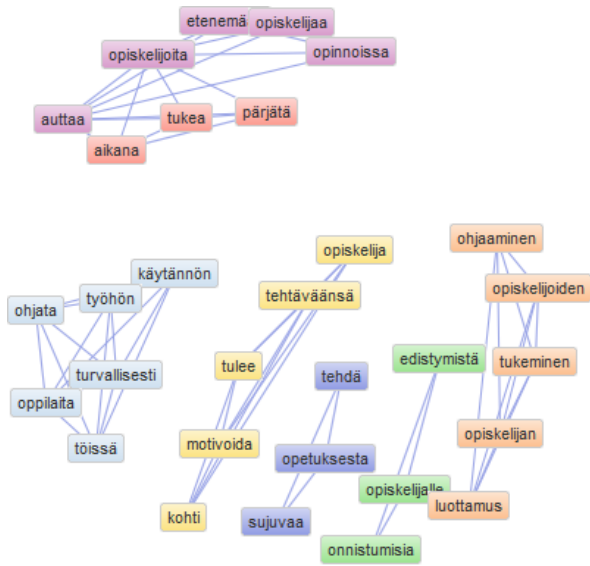 etenemä
opiskelijaa
opiskelijoita
opinnoissa
auttaa
tukea
pärjätä
aikana
käytännön
työhön
ohjata
turvallisesti
oppilaita
töissä
opiskelija
tehtäväänsä
tulee
motivoida
kohti
tehdä
opetuksesta
sujuvaa
edistymistä
opiskelijalle
onnistumisia
ohjaaminen
opiskelijoiden
tukeminen
opiskelijan
luottamus